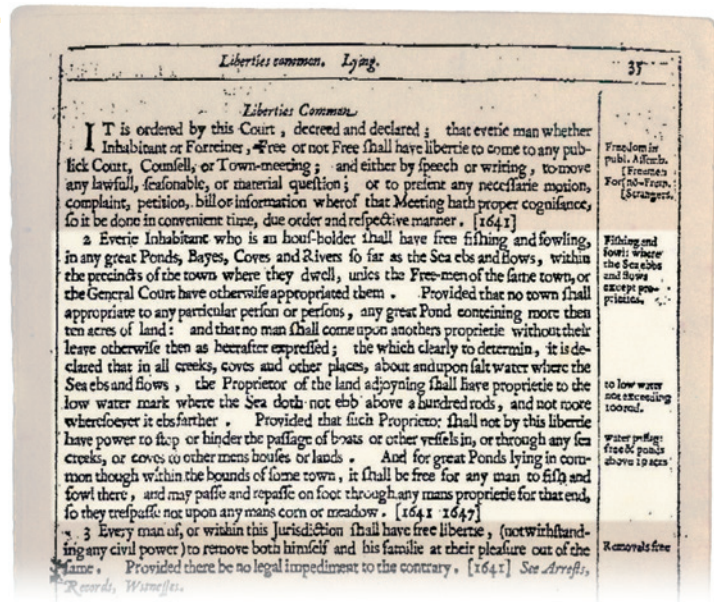 Liberties common. Lying. 35
Liberties Common
IT is ordered by this Court, decreed and declared; that everie man whether
Inhabitant or Forreiner, Free or not Free ſhall have libertie to come to any pub-
lick Court, Counſell, or Town-meeting; and either by ſpeech or writing, to move
any lawfull, ſeaſonable, or material queſtion; or to preſent any neceſſarie motion,
complaint, petition, bill or information wherof that Meeting hath proper cogniſance,
ſo it be done in convenient time, due order and reſpective manner. [1641]
2 Everie Inhabitant who is an houſ-holder ſhall have free fiſhing and fowling,
in any great Ponds, Bayes, Coves and Rivers ſo far as the Sea ebs and flows, within
the precincts of the town where they dwell, unles the Free-men of the ſame town, or
the General Court have otherwiſe appropriated them. Provided that no town ſhall
appropriate to any particular perſon or perſons, any great Pond conteining more then
ten acres of land: and that no man ſhall come upon anothers proprietie without their
leave otherwiſe then as heerafter expreſſed; the which clearly to determin, it is de-
clared that in all creeks, coves and other places, about and upon ſalt water where the
Sea ebs and flows, the Proprietor of the land adjoyning ſhall have proprietie to the
low water mark where the Sea doth not ebb above a hundred rods, and not more
wherſoever it ebs farther. Provided that ſuch Proprietor ſhall not by this libertie
have power to ſtop or hinder the paſſage of boats or other veſſels in, or through any ſea
creeks, or coves to other mens houſes or lands. And for great Ponds lying in com-
mon though within the bounds of ſome town, it ſhall be free for any man to fiſh and
fowl there, and may paſſe and repaſſe on foot through any mans proprietie for that end,
ſo they treſpaſſe not upon any mans corn or meadow. [1641 1647]
3 Every man of, or within this Juriſdiction ſhall have free libertie, (notwithſtand-
ing any civil power) to remove both himſelf and his familie at their pleaſure out of the
ſame. Provided there be no legal impediment to the contrary. [1641] See Arreſts,
Records, Witneſſes.
Freedom in
publ. Aſſemb.
[Freemen
[Strangers.
Fiſhing and
fowli: where
the Sea ebbs
and flows
except pro-
prieties.
to low water
not exceeding
100 rod.
water paſſag:
free & ponds
above 10 acrs
Removals free